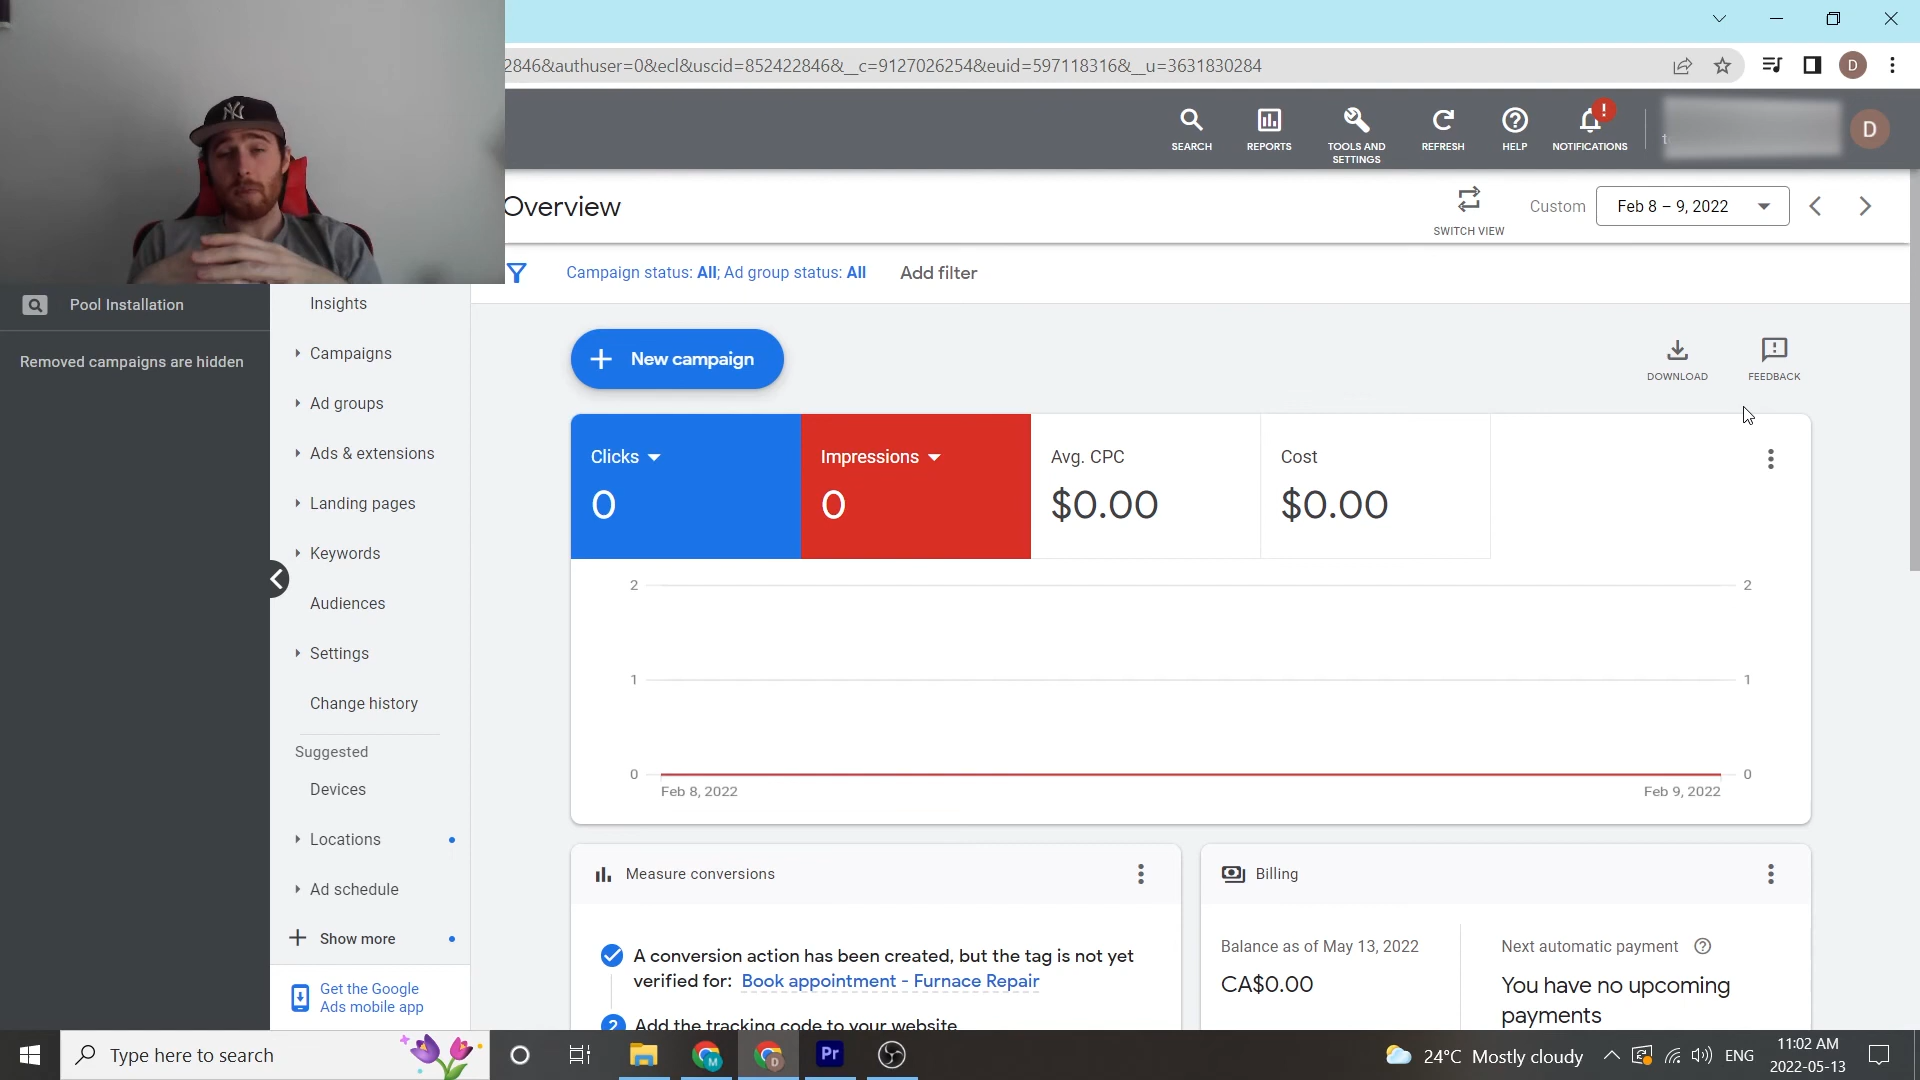 2846&authuser=0&ecl&uscid=852422846&__c=9127026254&euid=597118316&__u=3631830284
D
SEARCH
REPORTS
TOOLS AND SETTINGS
REFRESH
HELP
NOTIFICATIONS
!
D
Overview
SWITCH VIEW
Custom
Feb 8 – 9, 2022
Campaign status: All; Ad group status: All
Add filter
Pool Installation
Removed campaigns are hidden
Insights
Campaigns
Ad groups
Ads & extensions
Landing pages
Keywords
Audiences
Settings
Change history
Suggested
Devices
Locations
Ad schedule
Show more
Get the Google
Ads mobile app
New campaign
DOWNLOAD
FEEDBACK
Clicks
0
Impressions
0
Avg. CPC
$0.00
Cost
$0.00
2
2
1
1
0
0
Feb 8, 2022
Feb 9, 2022
Measure conversions
A conversion action has been created, but the tag is not yet
verified for: Book appointment - Furnace Repair
2
Add the tracking code to your website
Billing
Balance as of May 13, 2022
CA$0.00
Next automatic payment
You have no upcoming
payments
Type here to search
M
D
Pr
24°C Mostly cloudy
ENG
11:02 AM
2022-05-13